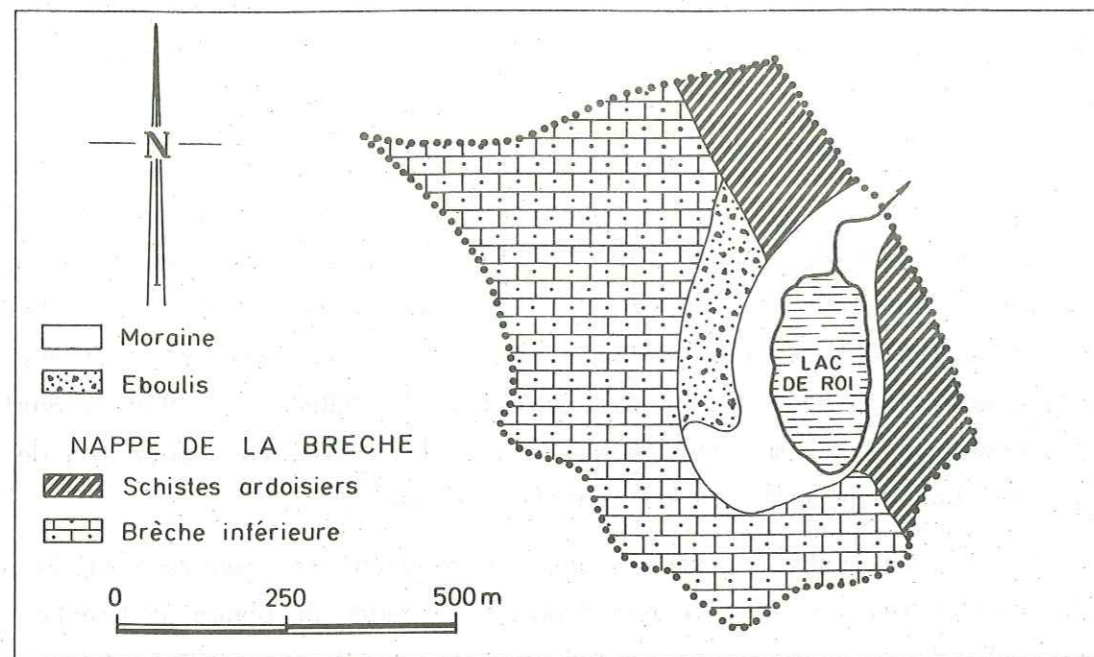 N
Moraine
Eboulis
NAPPE DE LA BRECHE
Schistes ardoisiers
Brèche inférieure
0 250 500 m
LAC
DE ROI